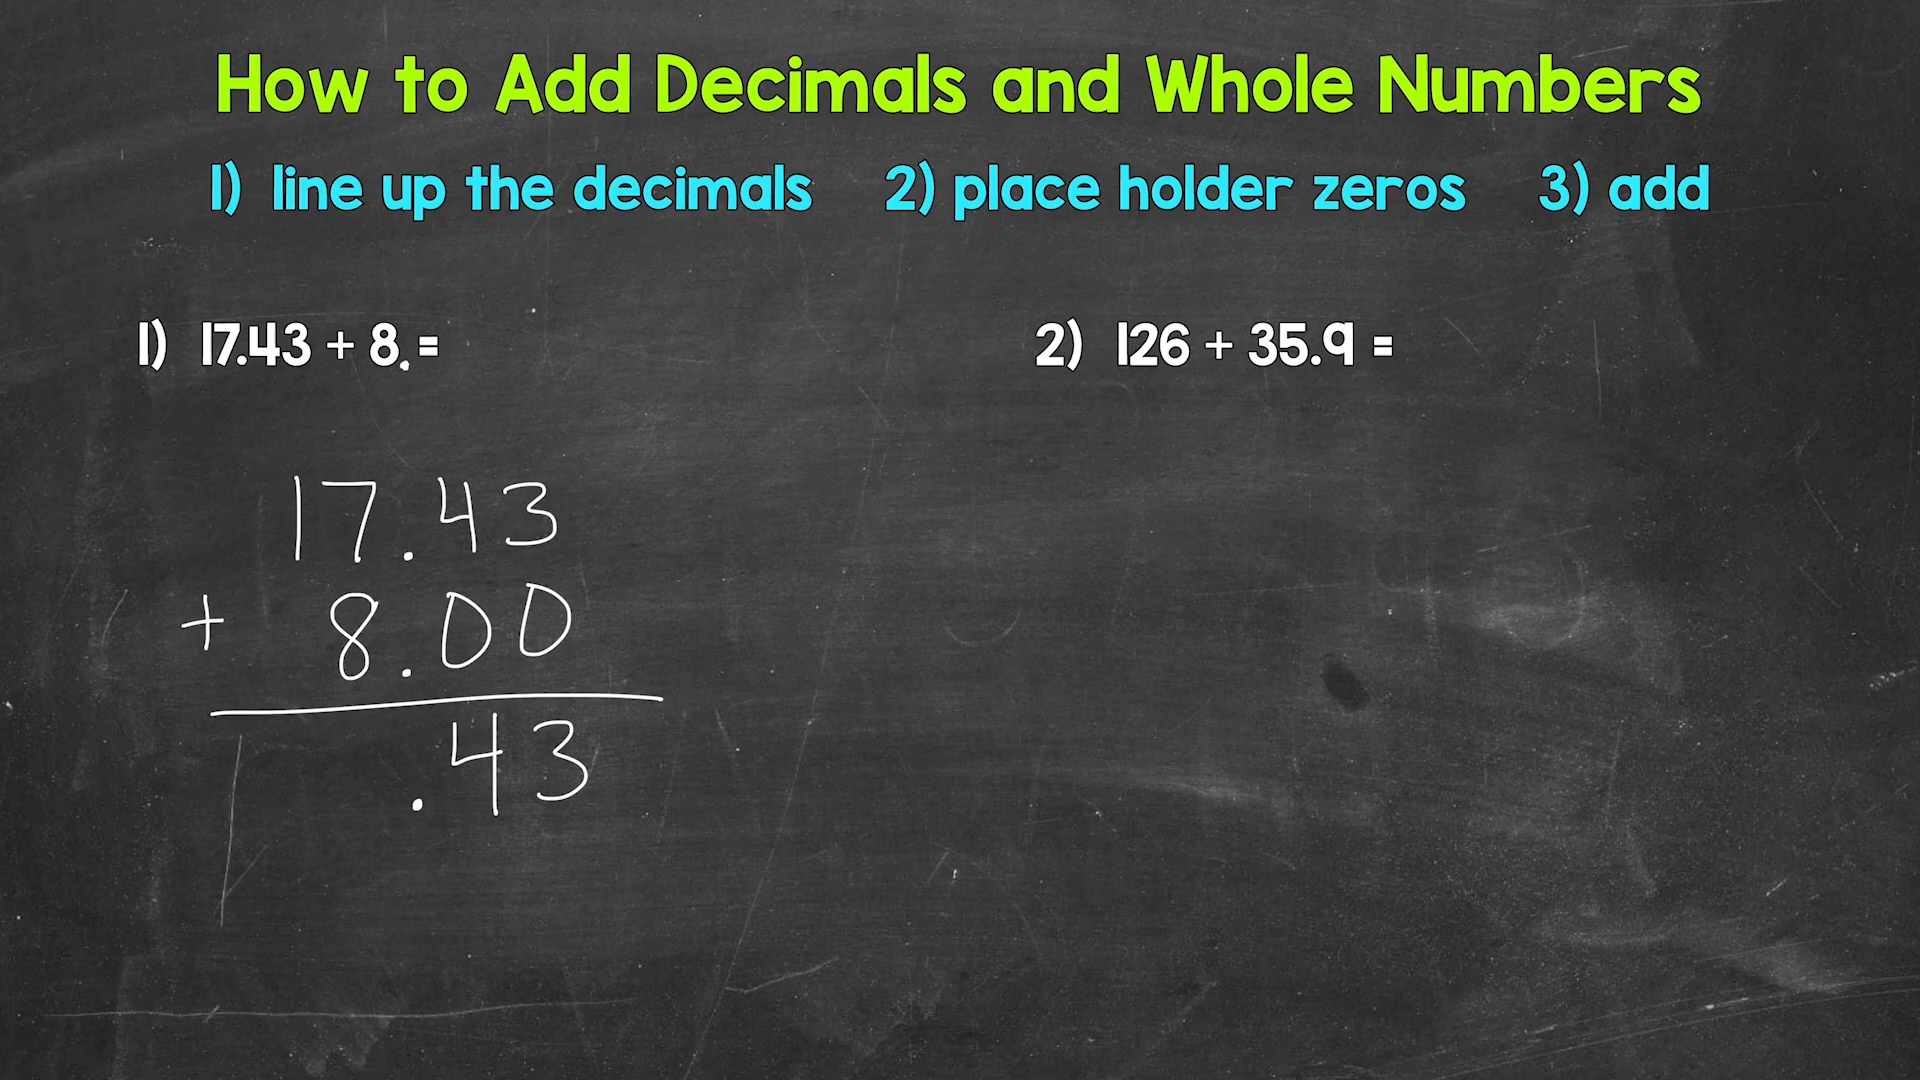 How to Add Decimals and Whole Numbers
1) line up the decimals 2) place holder zeros 3) add
1) 17.43 + 8. =
2) 126 + 35.9 =
17.43
+ 8.00
.43